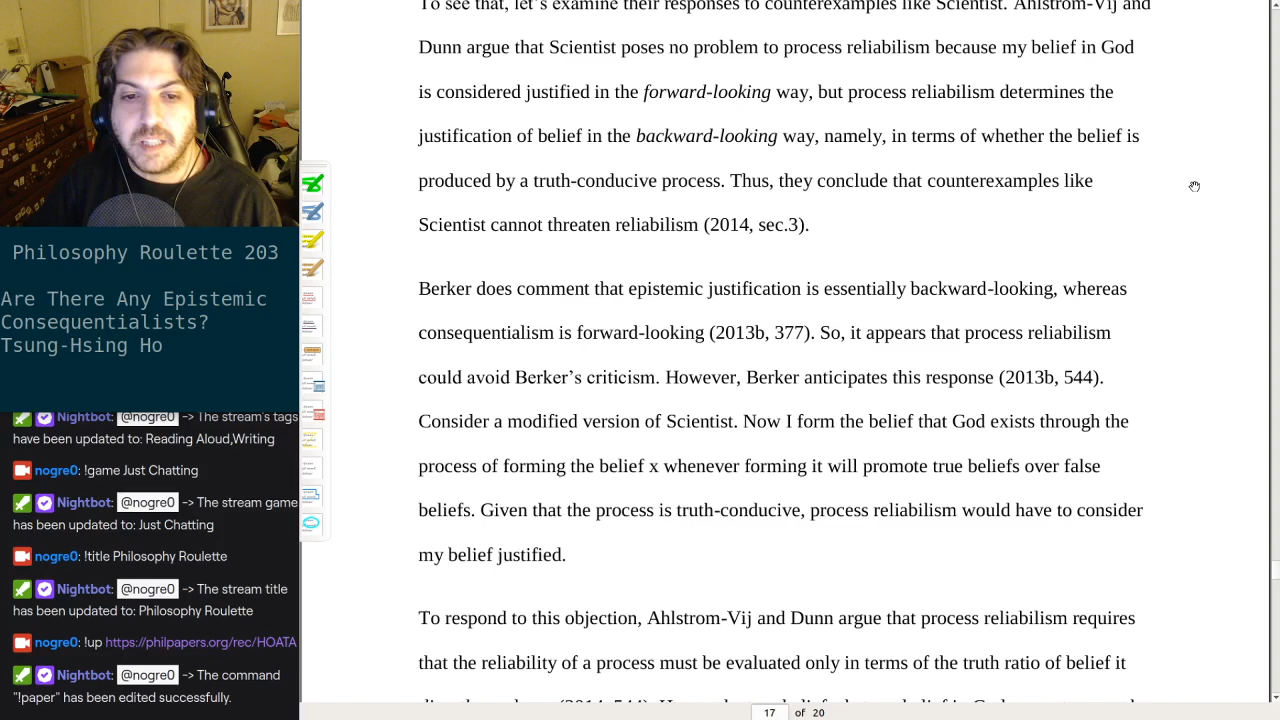 To see that, let's examine their responses to counterexamples like Scientist. Ahlstrom-Vij and
Dunn argue that Scientist poses no problem to process reliabilism because my belief in God
is considered justified in the forward-looking way, but process reliabilism determines the
justification of belief in the backward-looking way, namely, in terms of whether the belief is
produced by a truth-conducive process. Thus, they conclude that counterexamples like
Scientist cannot threaten reliabilism (2014, sec.3).
Berker does comment that epistemic justification is essentially backward-looking, whereas
consequentialism is forward-looking (2013b, 377). So, it appears that process reliabilism
could avoid Berker's criticism. However, Berker anticipates this response (2013b, 544).
Consider a modified version of Scientist. Now I form the belief that God exists through the
process of forming the belief x whenever forming it will promote true beliefs over false
beliefs. Given that the process is truth-conducive, process reliabilism would have to consider
my belief justified.
To respond to this objection, Ahlstrom-Vij and Dunn argue that process reliabilism requires
that the reliability of a process must be evaluated only in terms of the truth ratio of belief it
17 of 20
Philosophy Roulette 203
Are There Any Epistemic
Consequentialists?
Tsung-Hsing Ho
Nightbot: @nogre0 -> The stream's tags
have been updated to: Reading Aloud,Writing
nogre0: !game Just Chatting
Nightbot: @nogre0 -> The stream game
has been updated to: Just Chatting
nogre0: !title Philosophy Roulette
Nightbot: @nogre0 -> The stream title
has been updated to: Philosophy Roulette
nogre0: !up https://philpapers.org/rec/HOATA
Nightbot: @nogre0 -> The command
"!paper" has been edited successfully.